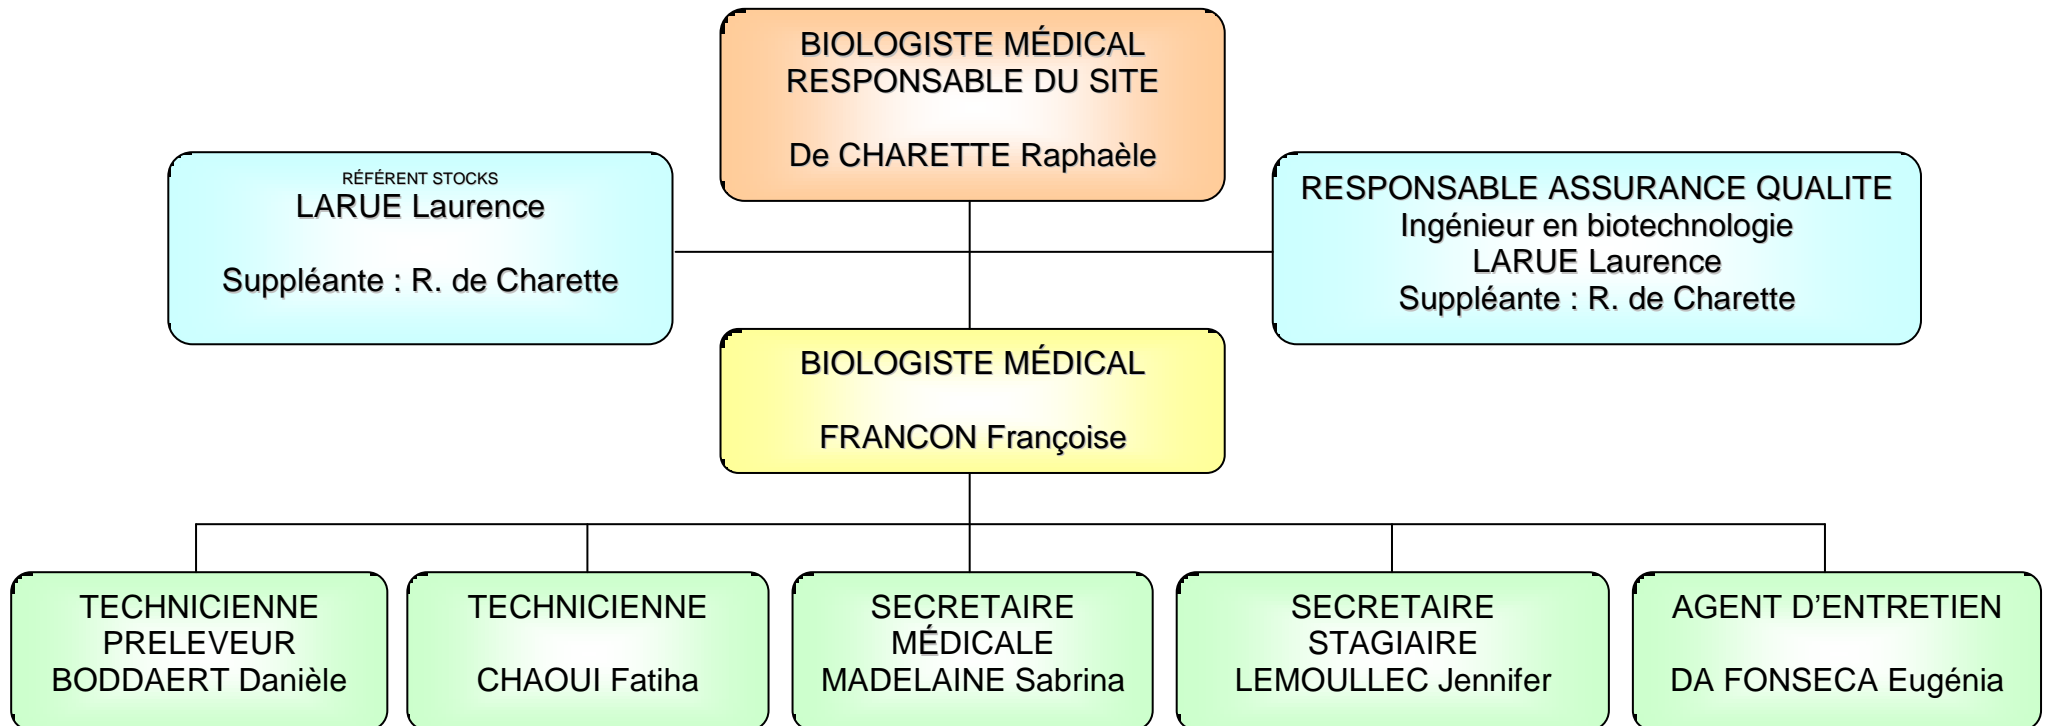 BIOLOGISTE MÉDICAL
RESPONSABLE DU SITE
De CHARETTE Raphaèle
RÉFÉRENT STOCKS
LARUE Laurence
Suppléante : R. de Charette
RESPONSABLE ASSURANCE QUALITE
Ingénieur en biotechnologie
LARUE Laurence
Suppléante : R. de Charette
BIOLOGISTE MÉDICAL
FRANCON Françoise
TECHNICIENNE
PRELEVEUR
BODDAERT Danièle
TECHNICIENNE
CHAOUI Fatiha
SECRETAIRE
MÉDICALE
MADELAINE Sabrina
SECRETAIRE
STAGIAIRE
LEMOULLEC Jennifer
AGENT D’ENTRETIEN
DA FONSECA Eugénia